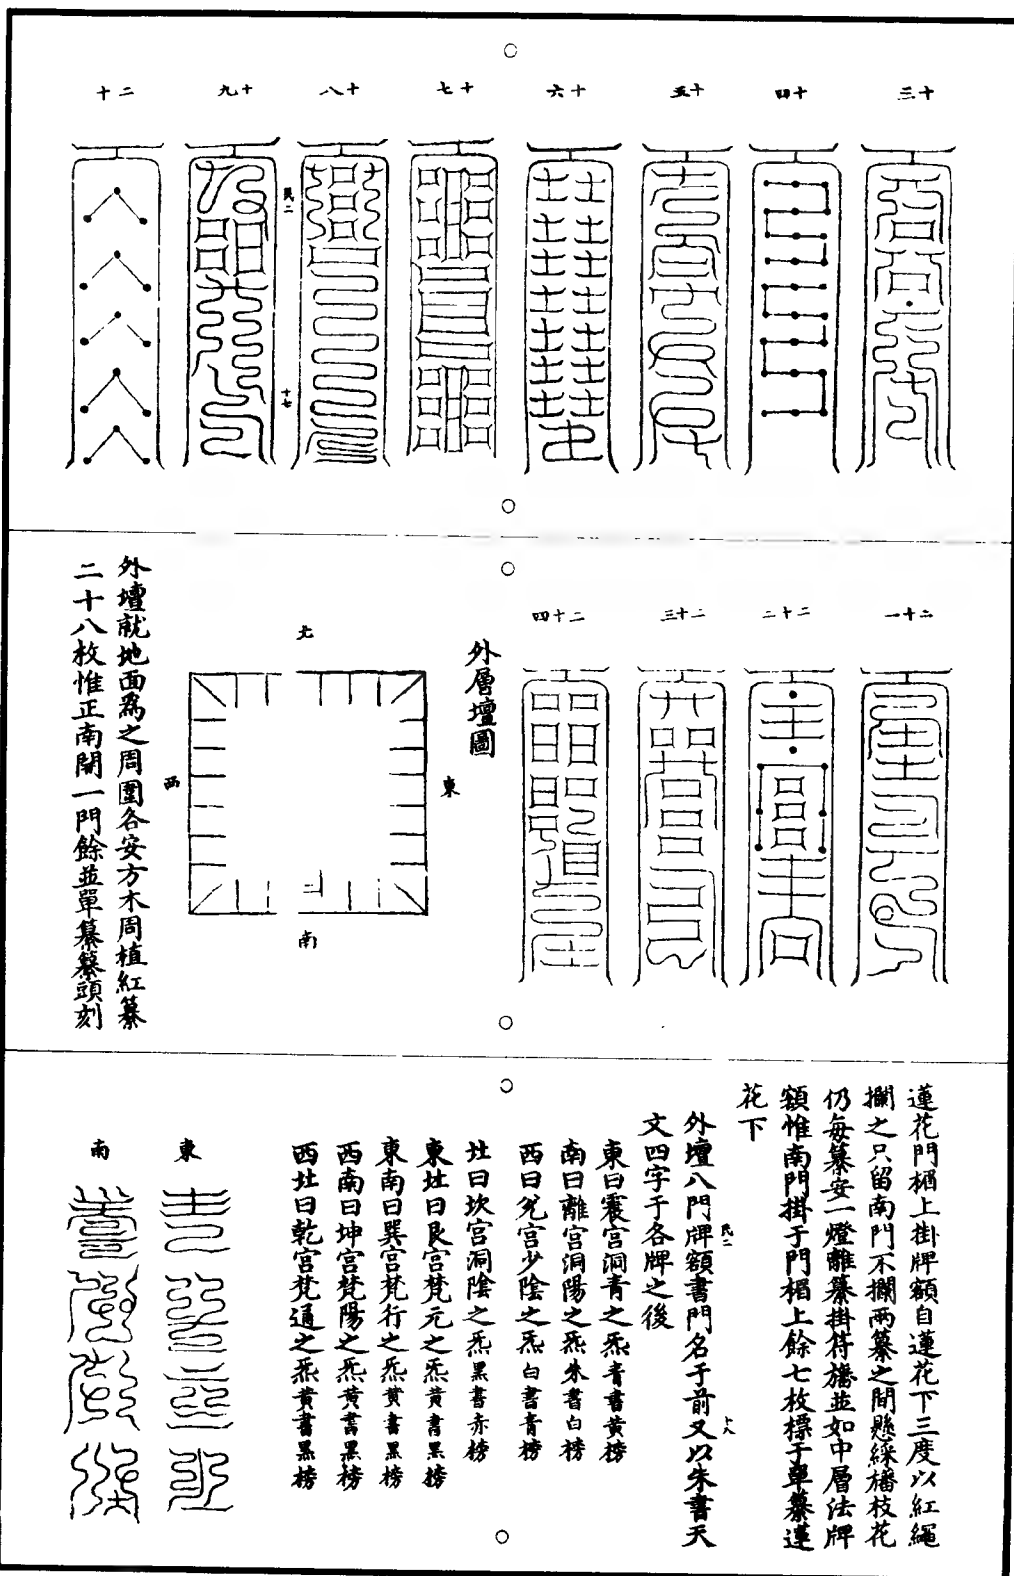 十三
十四
十五
十六
十七
十八
十九
二十
民二
十七
二十一
二十二
二十三
二十四
外層壇圖
東
北
南
西
外壇就地面爲之周圍各安方木周植紅纂
二十八枚惟正南開一門餘並單纂纂頭刻
蓮花門楣上掛牌額自蓮花下三度以紅繩
攔之只留南門不攔兩纂之間懸綵旛枝花
仍每纂安一燈離纂掛符旛並如中層法牌
額惟南門掛于門楣上餘七枚標于單纂蓮
花下
外壇八門牌額書門名于前又以朱書天
文四字于各牌之後
民二
十八
東曰震宮洞青之炁青書黃榜
南曰離宮洞陽之炁朱書白榜
西曰兌宮少陰之炁白書青榜
北曰坎宮洞陰之炁黑書赤榜
東北曰艮宮梵元之炁黃書黑榜
東南曰巽宮梵行之炁黃書黑榜
西南曰坤宮梵陽之炁黃書黑榜
西北曰乾宮梵通之炁黃書黑榜
東
南